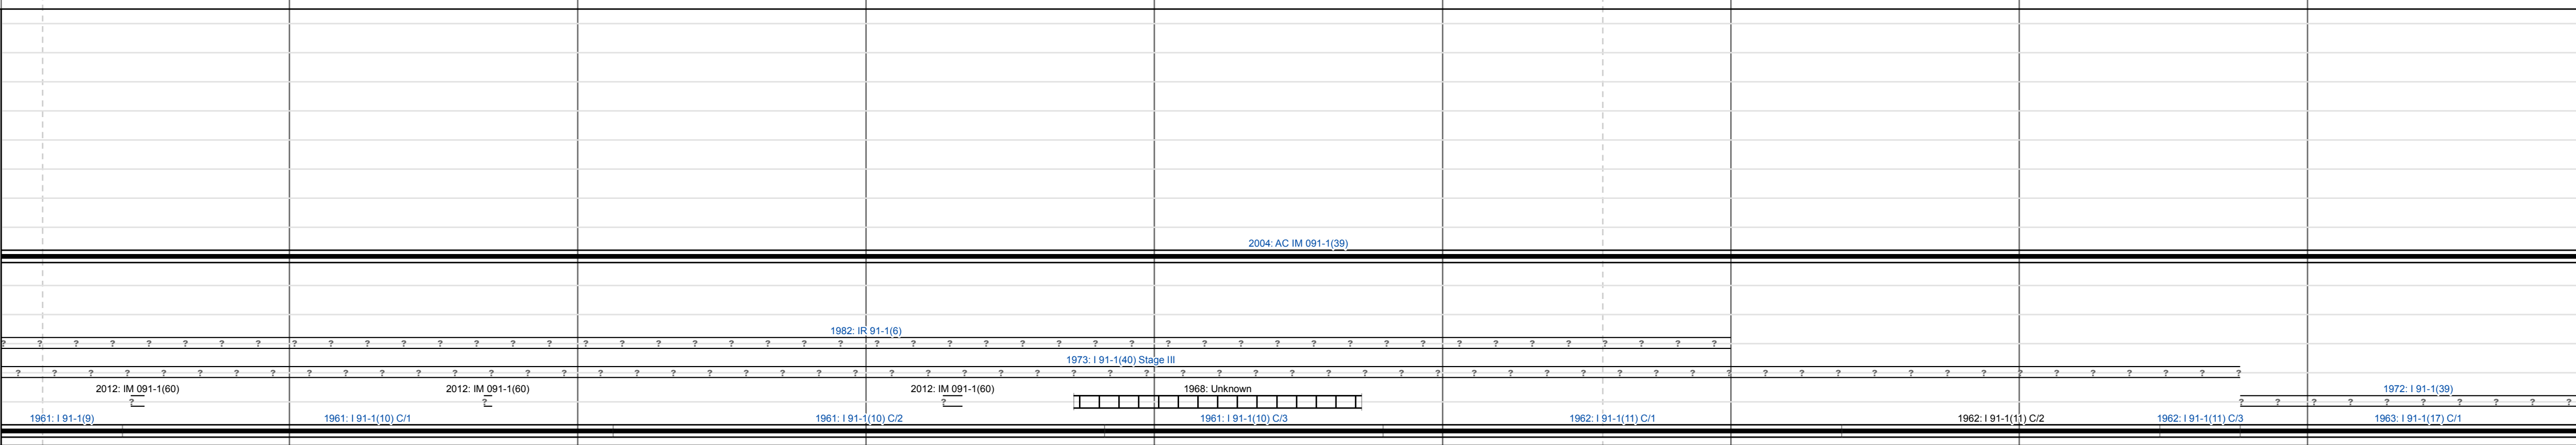 2004: AC IM 091-1(39)
1982: IR 91-1(6)
? ? ? ? ? ? ? ? ? ? ? ? ? ? ? ? ? ? ? ? ? ? ? ? ? ? ? ? ? ? ? ? ? ? ? ? ? ? ? ? ? ? ? ? ? ? ? ?
1973: I 91-1(40) Stage III
? ? ? ? ? ? ? ? ? ? ? ? ? ? ? ? ? ? ? ? ? ? ? ? ? ? ? ? ? ? ? ? ? ? ? ? ? ? ? ? ? ? ? ? ? ? ? ? ? ? ? ? ? ? ? ? ? ? ? ? ? ?
2012: IM 091-1(60) 2012: IM 091-1(60) 2012: IM 091-1(60) 1968: Unknown 1972: I 91-1(39)
? ? ? ? ? ? ? ? ? ? ? ? ?
1961: I 91-1(9) 1961: I 91-1(10) C/1 1961: I 91-1(10) C/2 1961: I 91-1(10) C/3 1962: I 91-1(11) C/1 1962: I 91-1(11) C/2 1962: I 91-1(11) C/3 1963: I 91-1(17) C/1